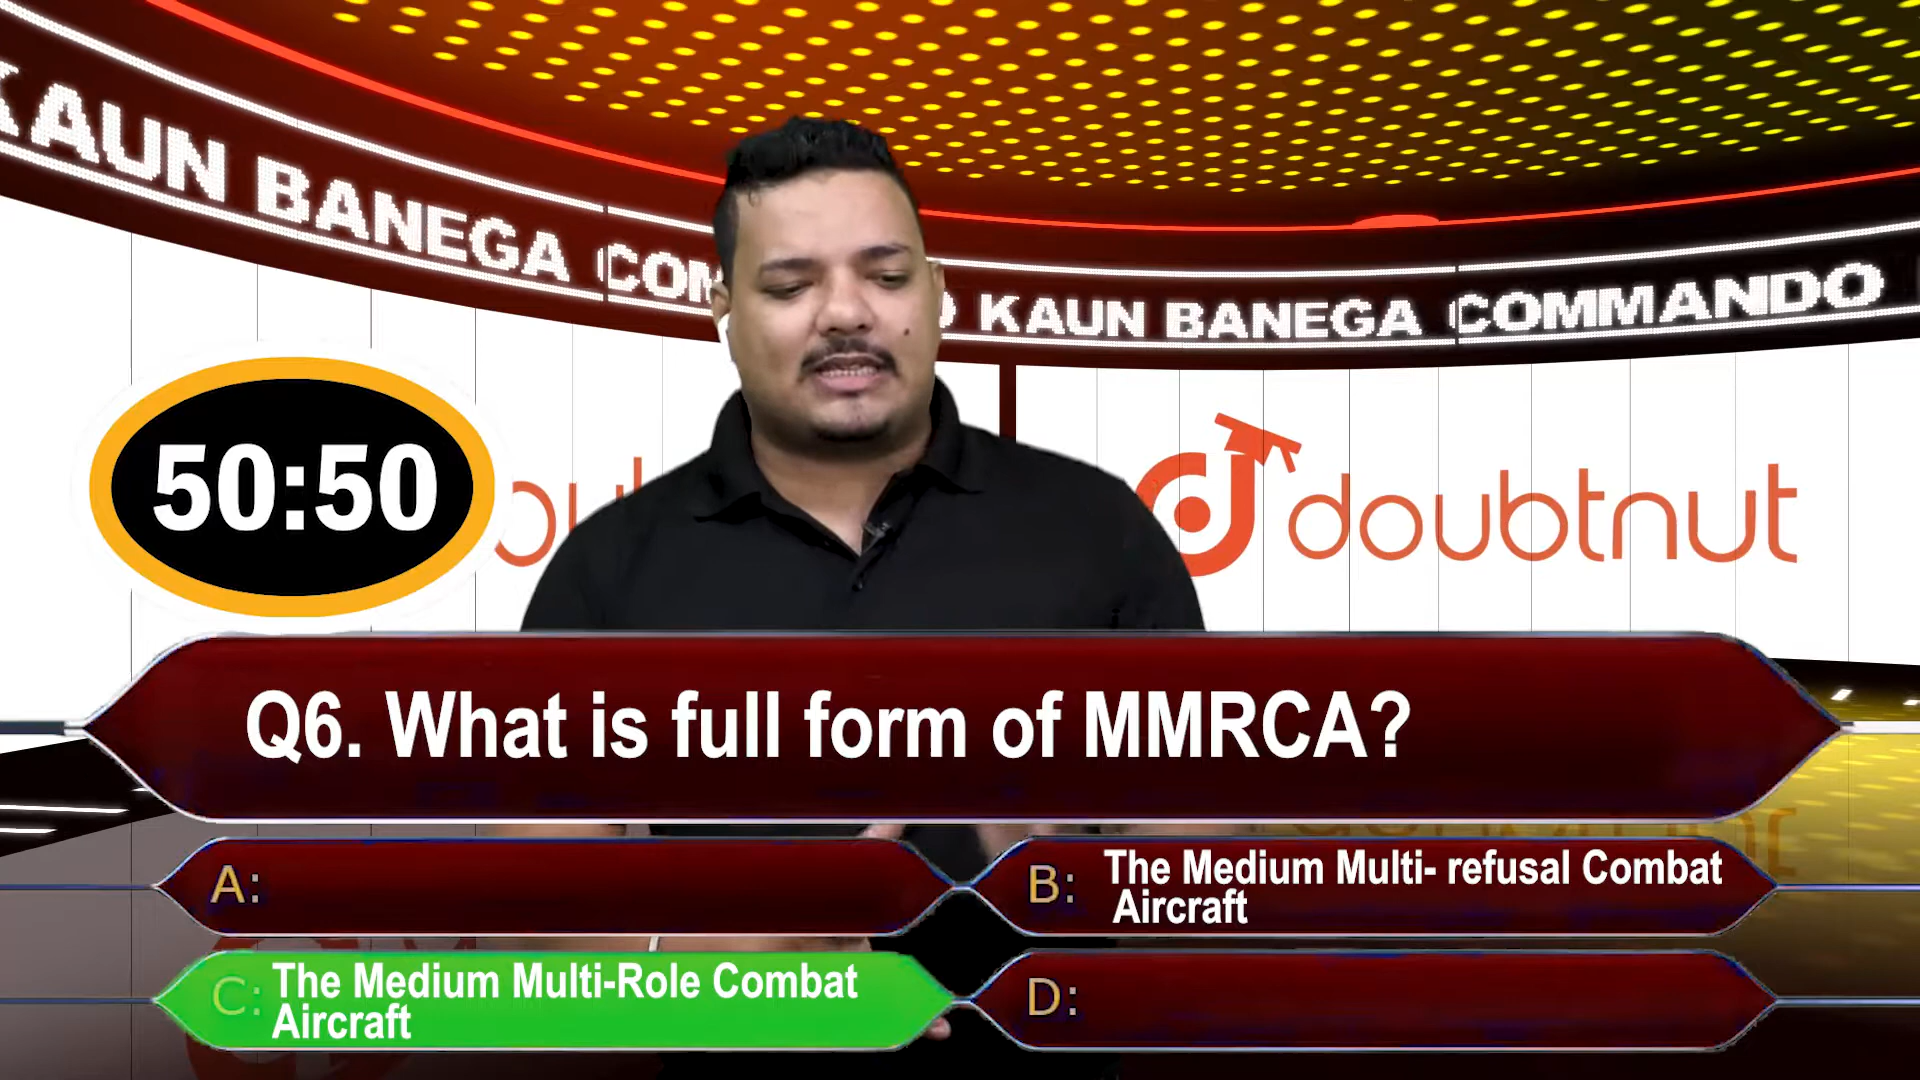 KAUN BANEGA COM
KAUN BANEGA COMMANDO
50:50
doubtnut
Q6. What is full form of MMRCA?
A:
B: The Medium Multi- refusal Combat
Aircraft
C: The Medium Multi-Role Combat
Aircraft
D: